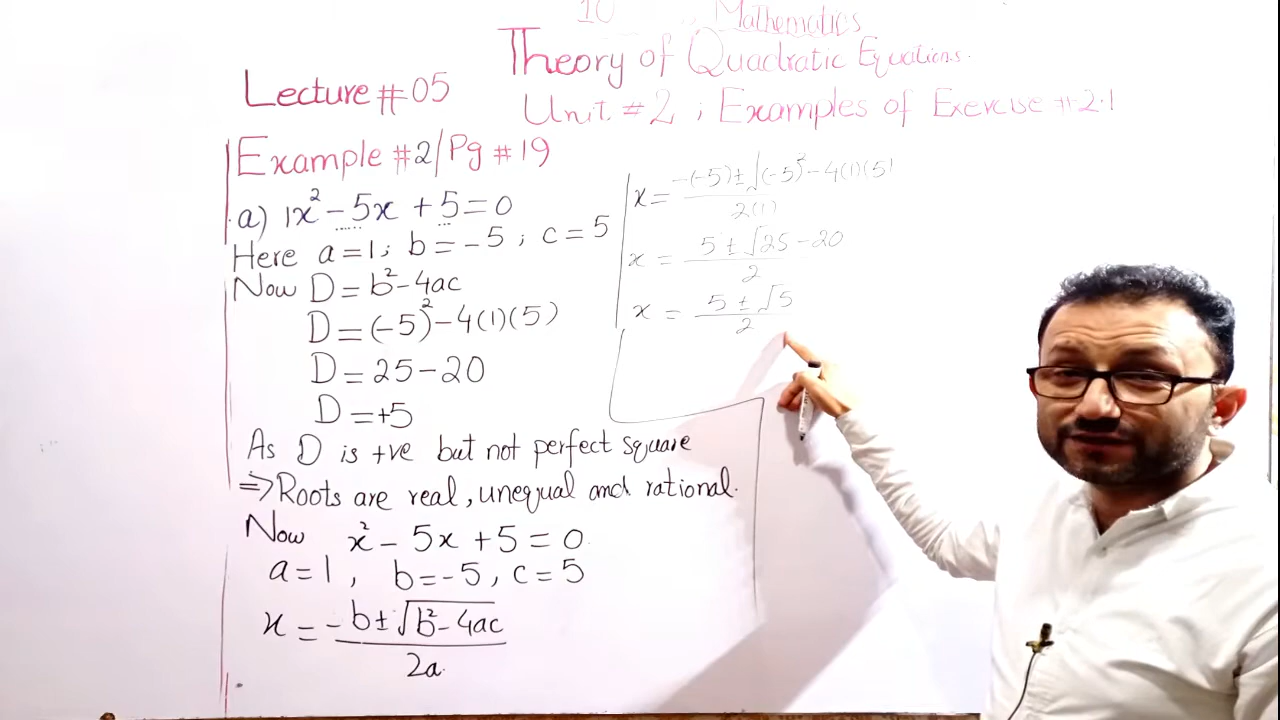 10 , Mathematics
Theory of Quadratic Equations.
Lecture #05
Unit #2 ; Examples of Exercise #2.1
Example #2/Pg #19
a) 1x² - 5x + 5 = 0
Here a=1; b=-5; c=5
Now D = b²-4ac
D = (-5)² - 4(1)(5)
D = 25-20
D = +5
As D is +ve but not perfect square
⇒ Roots are real, unequal and rational.
Now x² - 5x + 5 = 0.
a=1, b=-5, c=5
x = -b±√b²-4ac / 2a.
x = -(-5)±√(-5)²-4(1)(5) / 2(1)
x = 5±√25-20 / 2
x = 5±√5 / 2